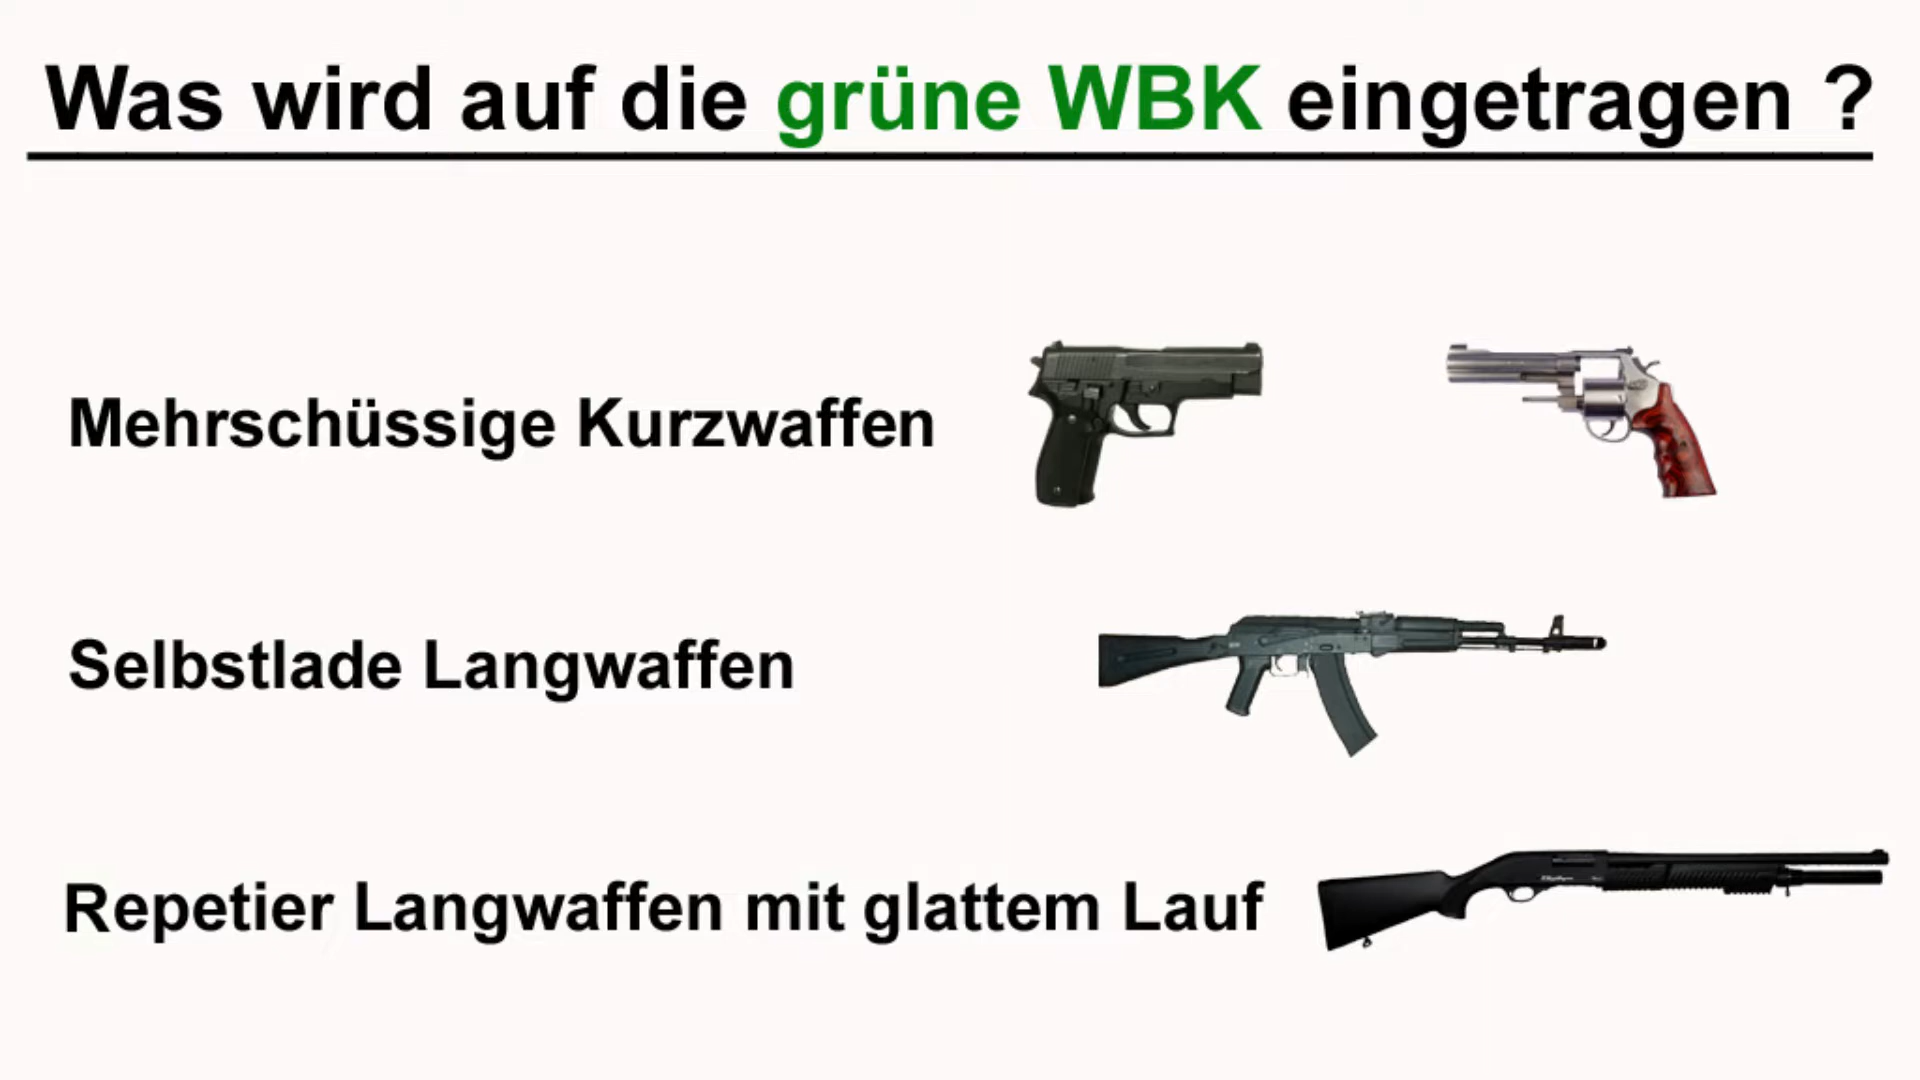 Was wird auf die grüne WBK eingetragen ?
Mehrschüssige Kurzwaffen
Selbstlade Langwaffen
Repetier Langwaffen mit glattem Lauf